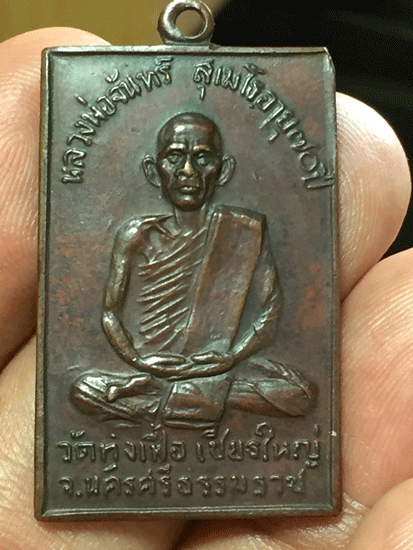 หลวงพ่อจันทร์ สุเมโธ อายุ ๗๐ ปี
วัดทุ่งเฟื้อ เชียรใหญ่
จ.นครศรีธรรมราช